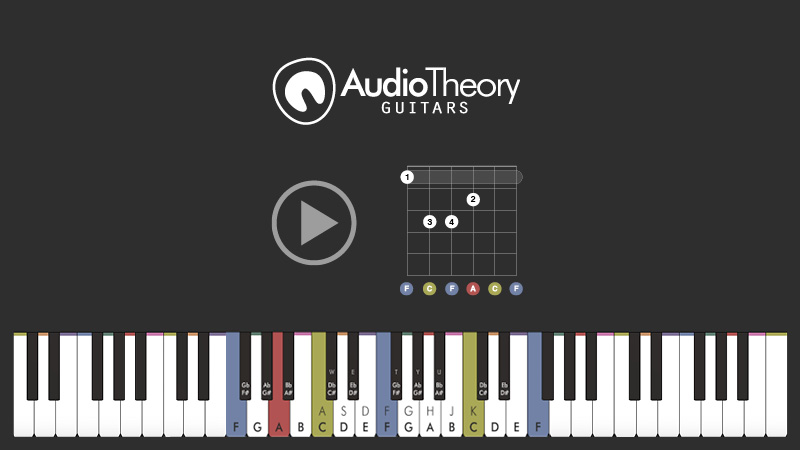 AudioTheory
GUITARS
1
2
3 4
F C F A C F
W E T Y U
Gb Ab Bb Db Eb Gb Ab Bb Db Eb
F# G# A# C# D# F# G# A# C# D#
A S D F G H J K
F G A B C D E F G A B C D E F